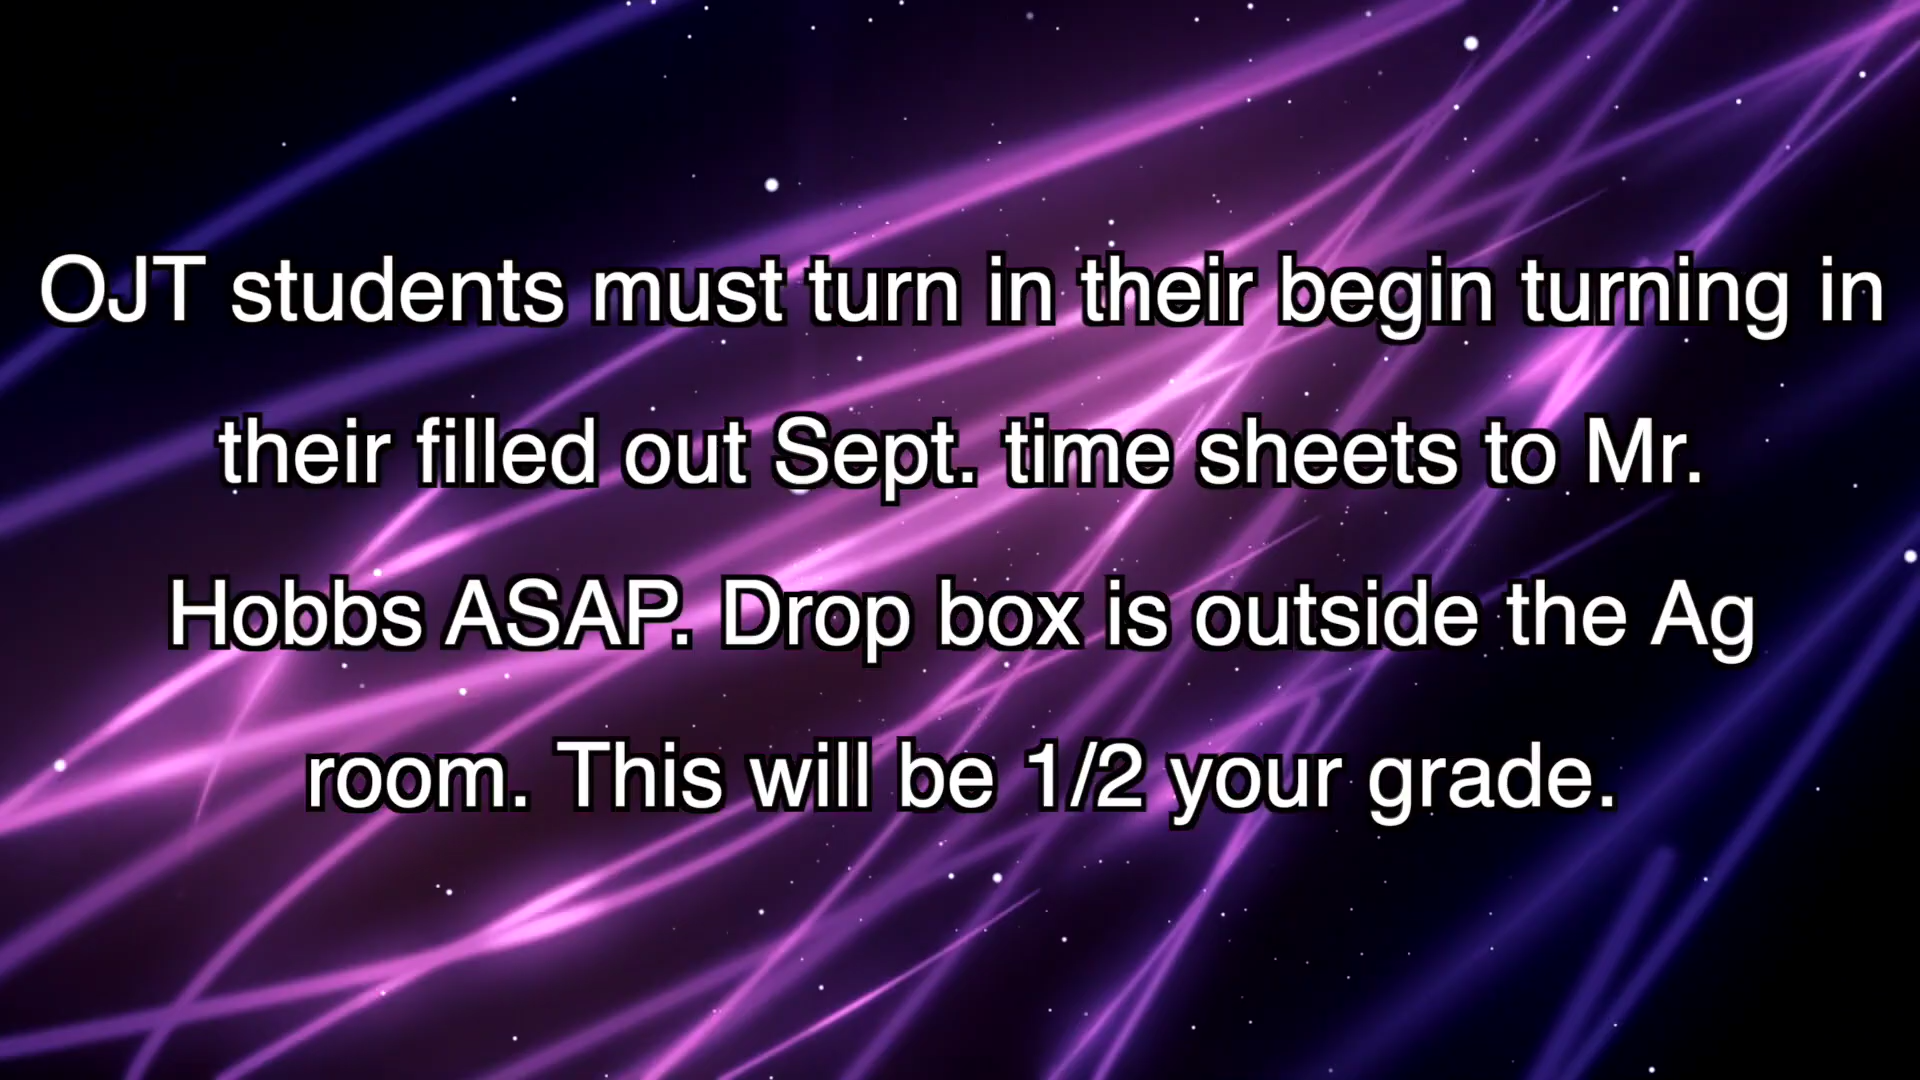 OJT students must turn in their begin turning in
their filled out Sept. time sheets to Mr.
Hobbs ASAP. Drop box is outside the Ag
room. This will be 1/2 your grade.